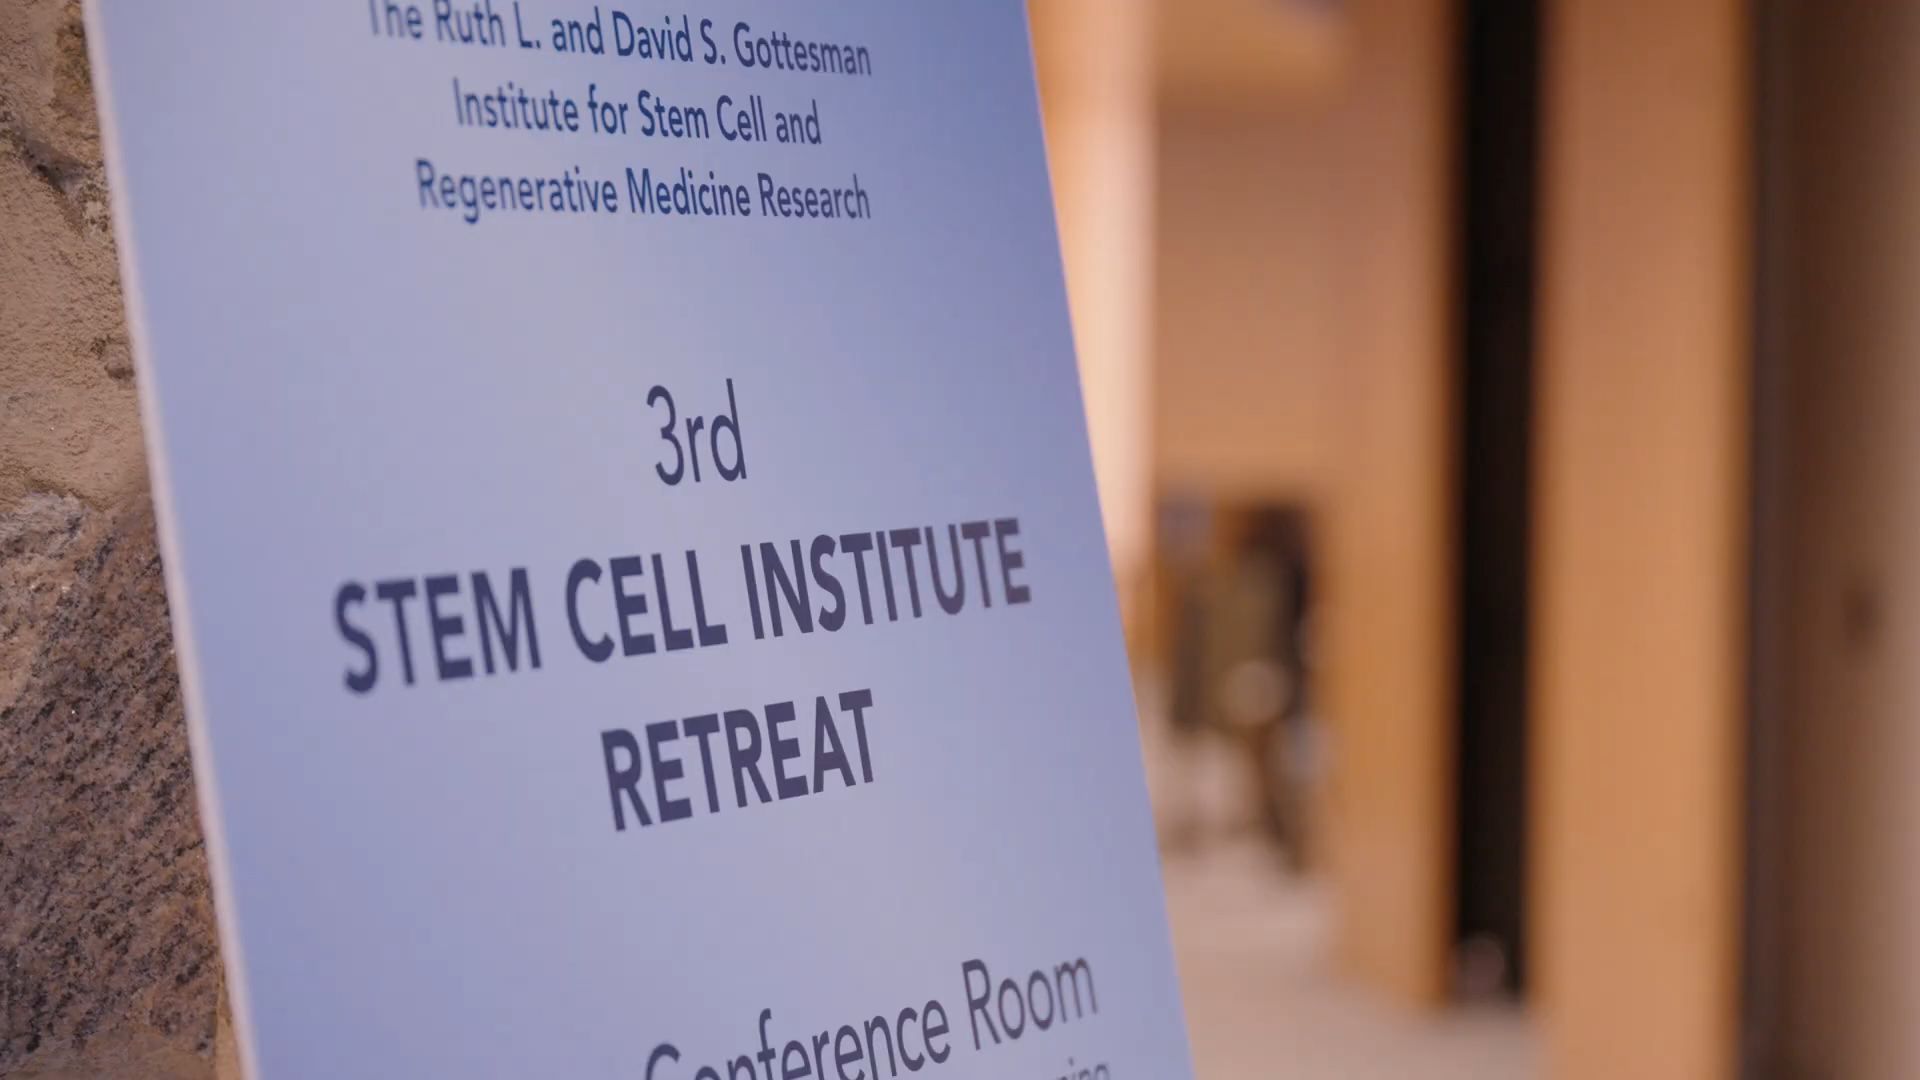 The Ruth L. and David S. Gottesman
Institute for Stem Cell and
Regenerative Medicine Research
3rd
STEM CELL INSTITUTE
RETREAT
Conference Room